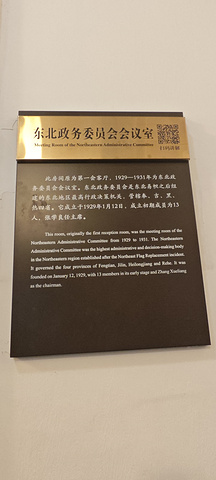 东北政务委员会会议室
Meeting Room of the Northeastern Administrative Committee
扫码讲解
此房间原为第一会客厅，1929—1931年为东北政
务委员会会议室。东北政务委员会是东北易帜之后组
建的东北地区最高行政决策机关，管辖奉、吉、黑、
热四省。它成立于1929年1月12日，成立初期成员为13
人，张学良任主席。
This room, originally the first reception room, was the meeting room of the
Northeastern Administrative Committee from 1929 to 1931. The Northeastern
Administrative Committee was the highest administrative and decision-making body
in the Northeastern region established after the Northeast Flag Replacement incident.
It governed the four provinces of Fengtian, Jilin, Heilongjiang and Rehe. It was
founded on January 12, 1929, with 13 members in its early stage and Zhang Xueliang
as the chairman.